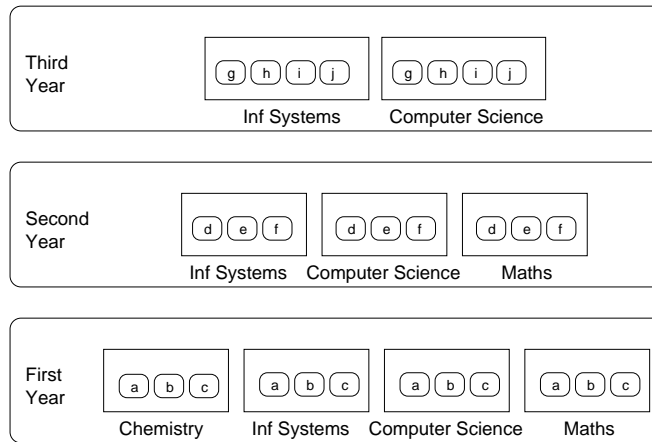 Third
Year
g h i j g h i j
Inf Systems Computer Science
Second
Year
d e f d e f d e f
Inf Systems Computer Science Maths
First
Year
a b c a b c a b c a b c
Chemistry Inf Systems Computer Science Maths